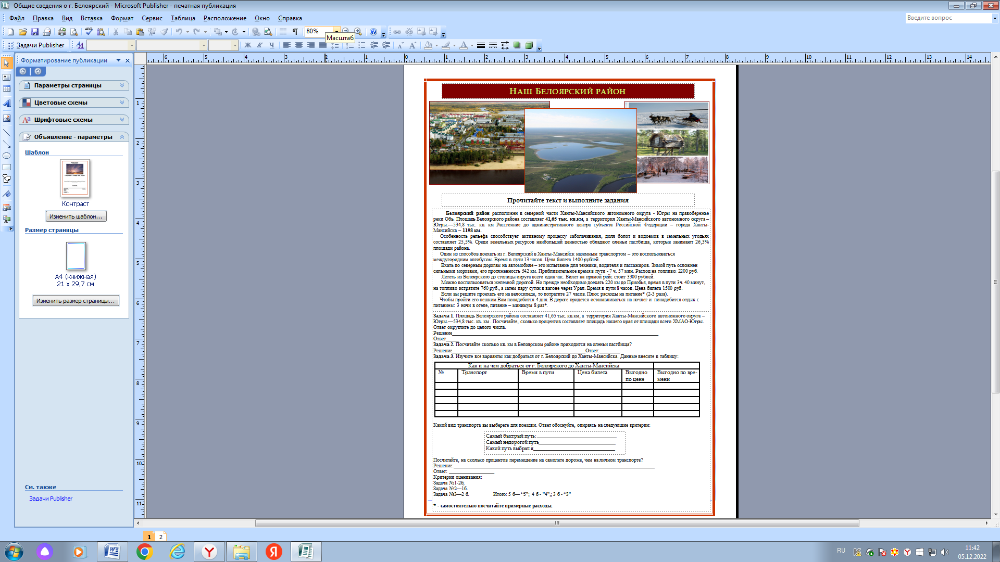 Общие сведения о г. Белоярский - Microsoft Publisher - печатная публикация
Файл Правка Вид Вставка Формат Сервис Таблица Расположение Окно Справка
Введите вопрос
80%
Масштаб
Задачи Publisher
Ж К Ч
Форматирование публикации
Параметры страницы
Цветовые схемы
Шрифтовые схемы
Объявление - параметры
Шаблон
Контраст
Изменить шаблон...
Размер страницы
A4 (книжная)
21 x 29,7 см
Изменить размер страницы...
См. также
Задачи Publisher
НАШ БЕЛОЯРСКИЙ РАЙОН
Прочитайте текст и выполните задания
Белоярский район расположен в северной части Ханты-Мансийского автономного округа - Югры на правобережье
реки Обь. Площадь Белоярского района составляет 41,65 тыс. кв.км, а территория Ханты-Мансийского автономного округа –
Югры.—534,8 тыс. кв. км Расстояние до административного центра субъекта Российской Федерации – города Ханты-
Мансийска – 1198 км.
Особенность рельефа способствует активному процессу заболачивания, доля болот и водоемов в земельных угодьях
составляет 25,5%. Среди земельных ресурсов наибольшей ценностью обладают оленьи пастбища, которые занимают 26,3%
площади района.
Один из способов доехать из г. Белоярский в Ханты-Мансийск наземным транспортом – это воспользоваться
междугородним автобусом. Время в пути 13 часов. Цена билета 1400 рублей.
Ехать по северным дорогам на автомобиле – это испытание для техники, водителя и пассажиров. Зимой путь осложнен
сильными морозами, его протяженность 542 км. Приблизительное время в пути - 7 ч. 57 мин. Расход на топливо: 2200 руб.
Лететь из Белоярского до столицы округа всего один час. Билет на прямой рейс стоит 3300 рублей.
Можно воспользоваться железной дорогой. Но прежде необходимо доехать 220 км до Приобья, время в пути 3ч. 40 минут,
на топливо истратите 760 руб., а затем пару суток в вагоне через Урал. Время в пути 8 часов. Цена билета 1500 руб.
Если вы решите проехать его на велосипеде, то потратите 27 часов. Плюс расходы на питание* (2-3 раза).
Чтобы пройти его пешком Вам понадобится 4 дня. В дороге придется останавливаться на ночлег и понадобится отдых с
питанием: 3 ночи в отеле, питание – минимум 8 раз*.
Задача 1. Площадь Белоярского района составляет 41,65 тыс. кв.км, а территория Ханты-Мансийского автономного округа –
Югры.—534,8 тыс. кв. км . Посчитайте, сколько процентов составляет площадь нашего края от площади всего ХМАО-Югры.
Ответ округлите до целого числа.
Решение____________________
Ответ_____
Задача 2. Посчитайте сколько кв. км в Белоярском районе приходится на оленьи пастбища?
Решение____________________Ответ:________
Задача 3. Изучите все варианты как добраться от г. Белоярский до Ханты-Мансийска. Данные внесите в таблицу:
Как и на чем добраться от г. Белоярского до Ханты-Мансийска
№ Транспорт Время в пути Цена билета Выгодно по цене Выгодно по вре-мени
Какой вид транспорта вы выберете для поездки. Ответ обоснуйте, опираясь на следующие критерии:
Самый быстрый путь:____________________
Самый недорогой путь____________________
Какой путь выбрал я____________________
Посчитайте, на сколько процентов перемещение на самолете дороже, чем на личном транспорте?
Решение:____________________
Ответ: __________________
Критерии оценивания:
Задача №1-2б;
Задача №2—1б.
Задача №3—2 б. Итого: 5 б— “5”; 4 б - ”4”,; 3 б - “3”
* - самостоятельно посчитайте примерные расходы.
1 2
RU
11:42
05.12.2022